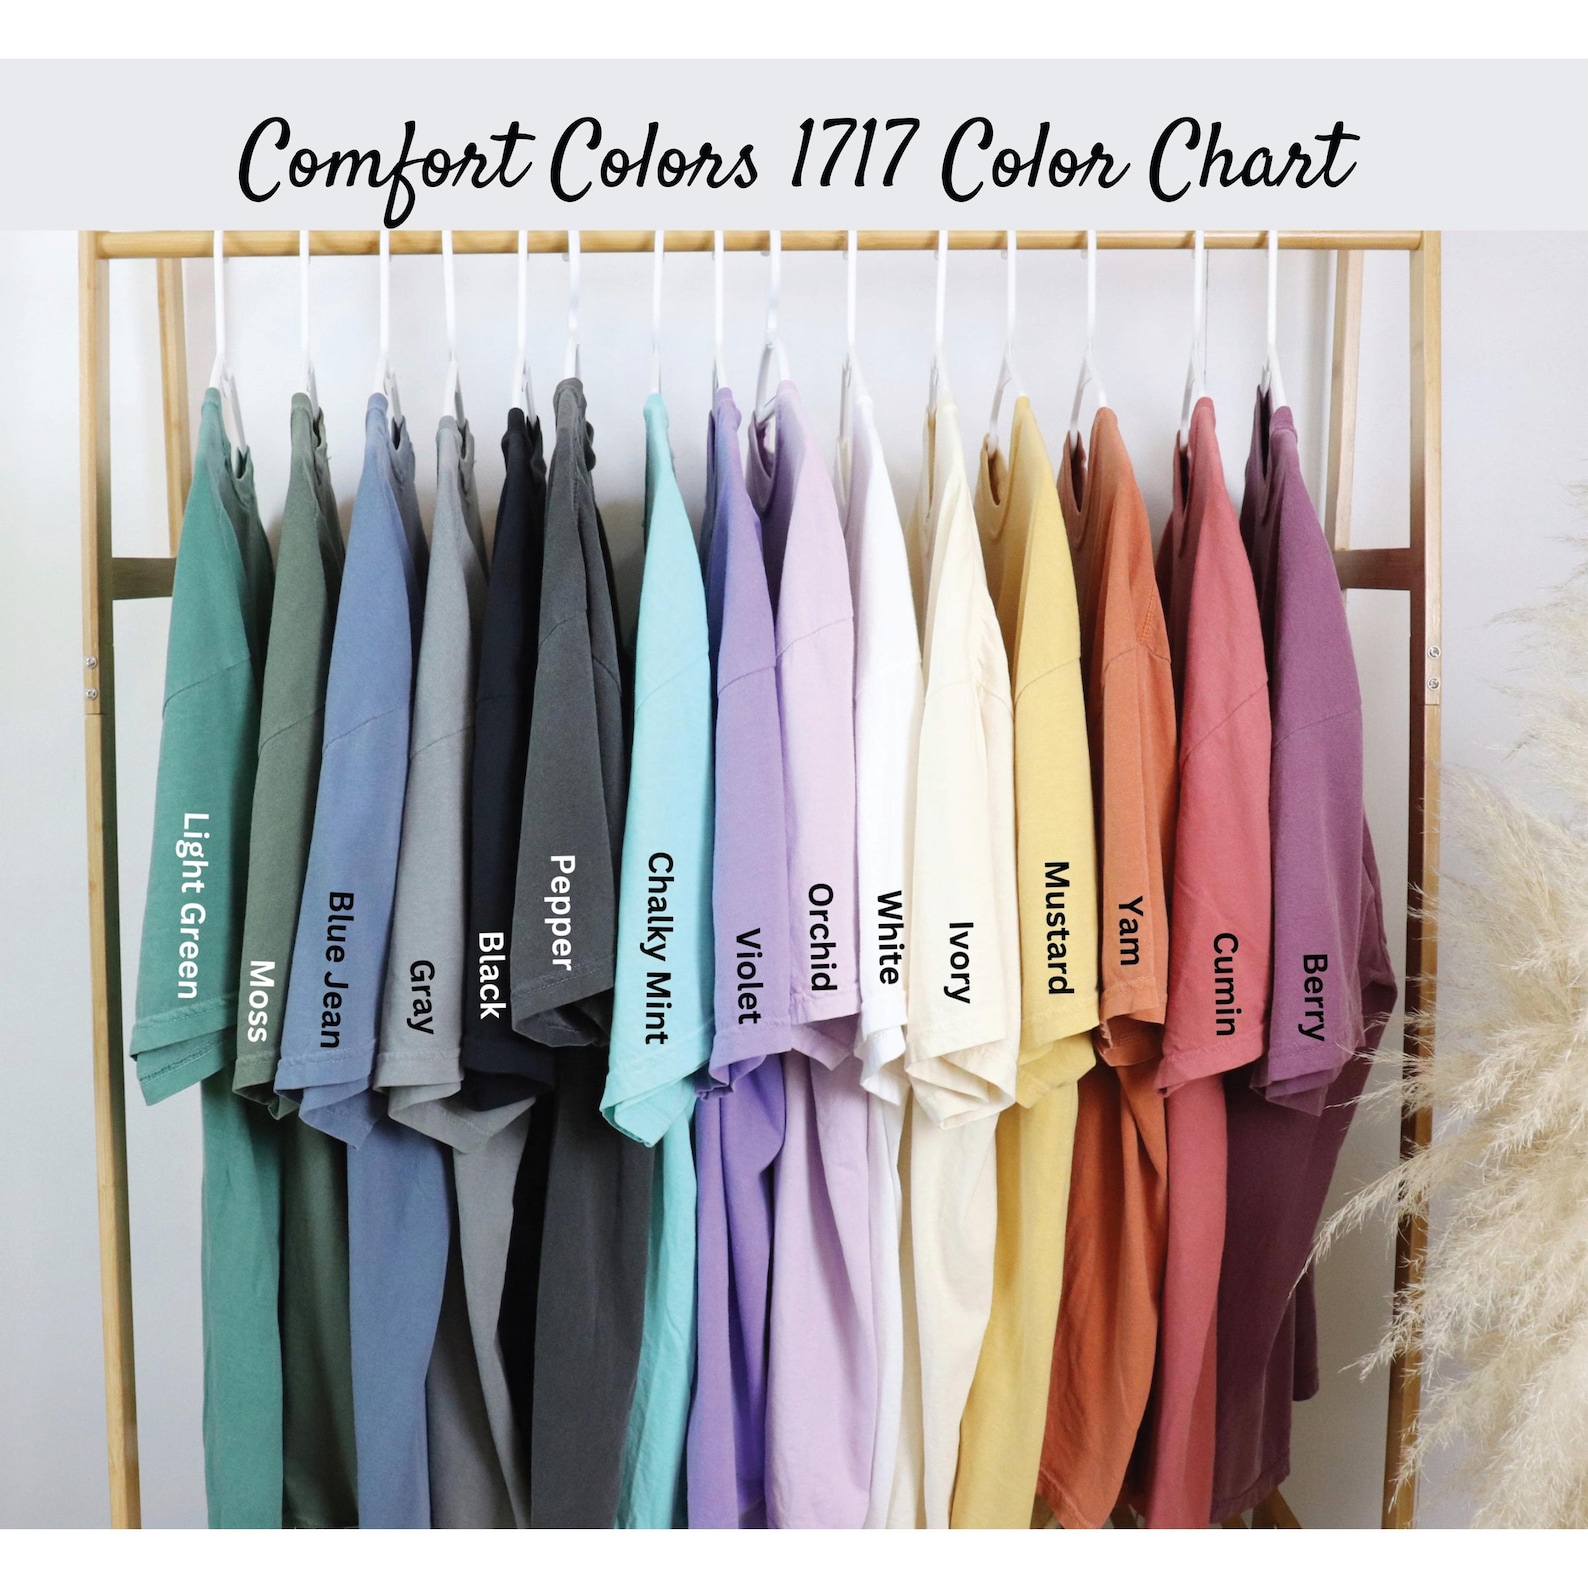 Comfort Colors 1717 Color Chart
Light Green
Moss
Blue Jean
Gray
Black
Pepper
Chalky Mint
Violet
Orchid
White
Ivory
Mustard
Yam
Cumin
Berry